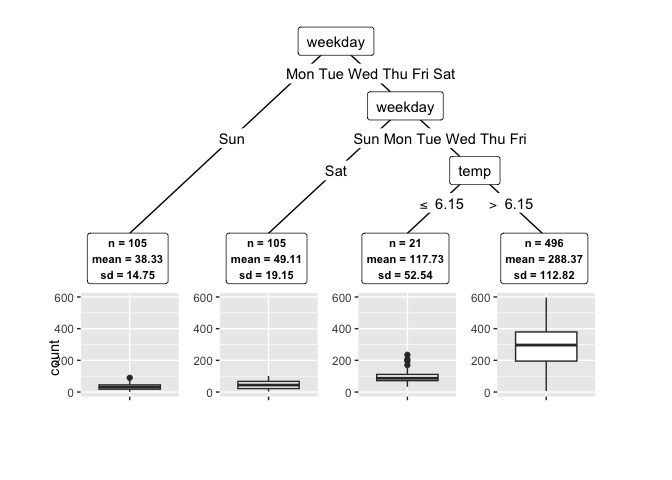 weekday
Mon Tue Wed Thu Fri Sat
weekday
Sun
Sun Mon Tue Wed Thu Fri
Sat
temp
≤ 6.15
> 6.15
n = 105
mean = 38.33
sd = 14.75
n = 105
mean = 49.11
sd = 19.15
n = 21
mean = 117.73
sd = 52.54
n = 496
mean = 288.37
sd = 112.82
count
600
400
200
0
600
400
200
0
600
400
200
0
600
400
200
0